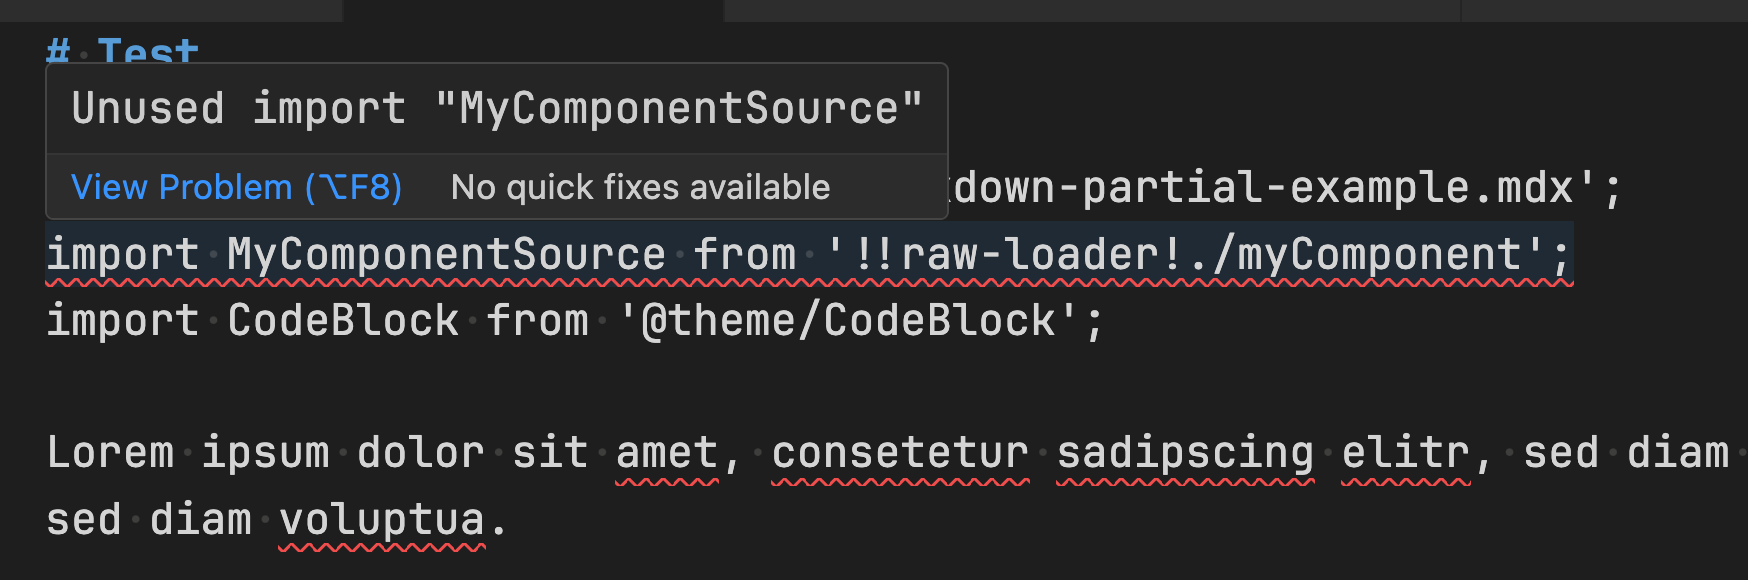 # Test
Unused import "MyComponentSource"
View Problem (⌥F8) No quick fixes available
down-partial-example.mdx';
import MyComponentSource from '!!raw-loader!./myComponent';
import CodeBlock from '@theme/CodeBlock';
Lorem ipsum dolor sit amet, consetetur sadipscing elitr, sed diam
sed diam voluptua.